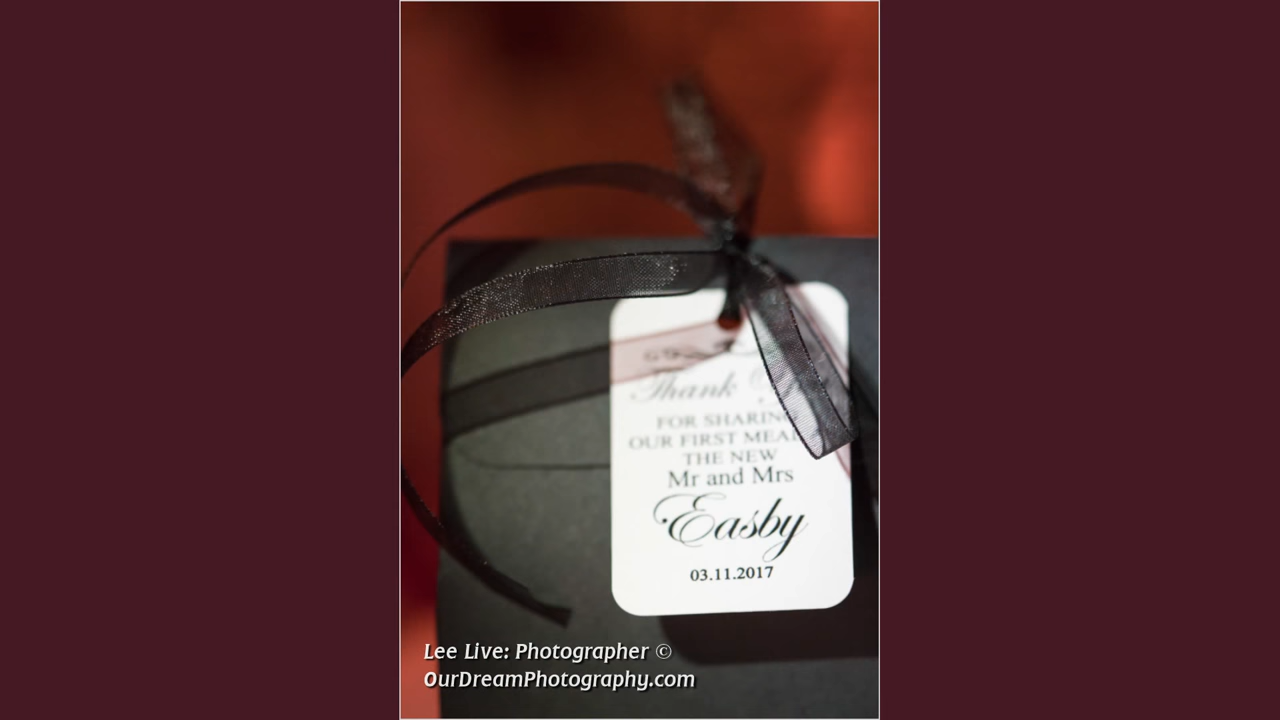 Thank
FOR SHARING
OUR FIRST MEAL
THE NEW
Mr and Mrs
Easby
03.11.2017
Lee Live: Photographer ©
OurDreamPhotography.com